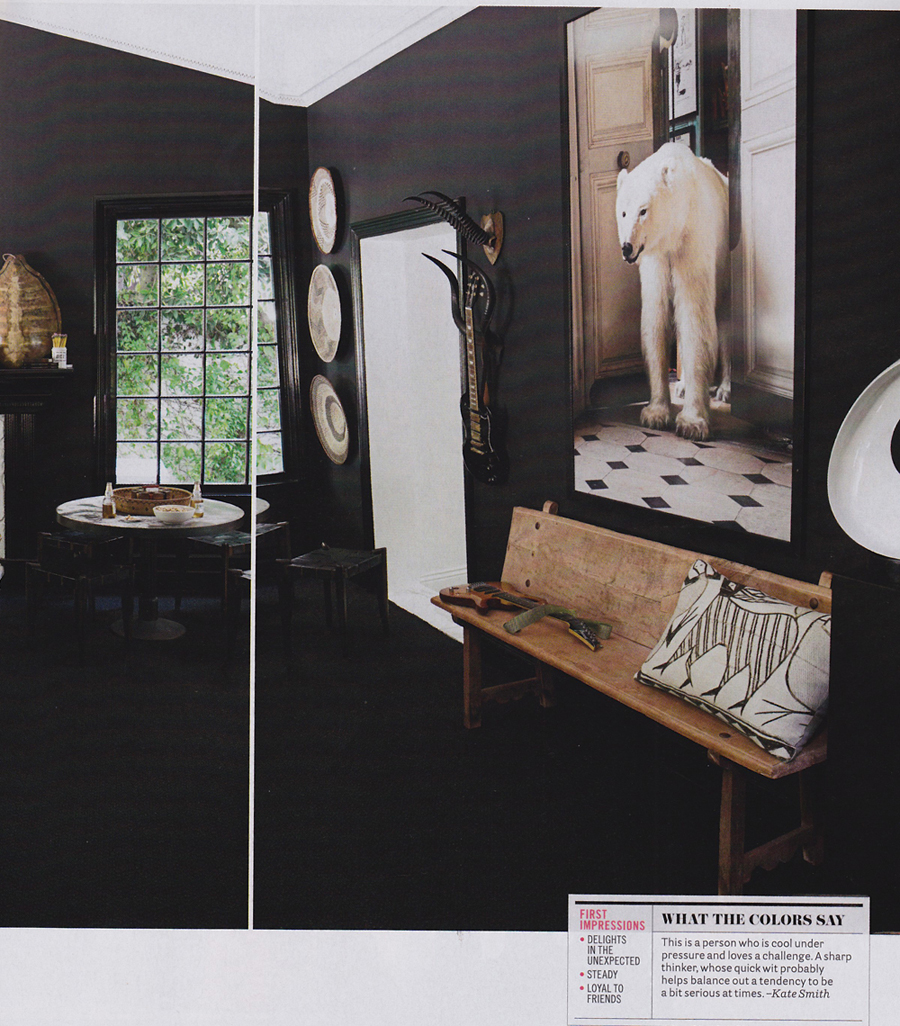 FIRST
IMPRESSIONS
• DELIGHTS
IN THE
UNEXPECTED
• STEADY
• LOYAL TO
FRIENDS
WHAT THE COLORS SAY
This is a person who is cool under
pressure and loves a challenge. A sharp
thinker, whose quick wit probably
helps balance out a tendency to be
a bit serious at times. –Kate Smith